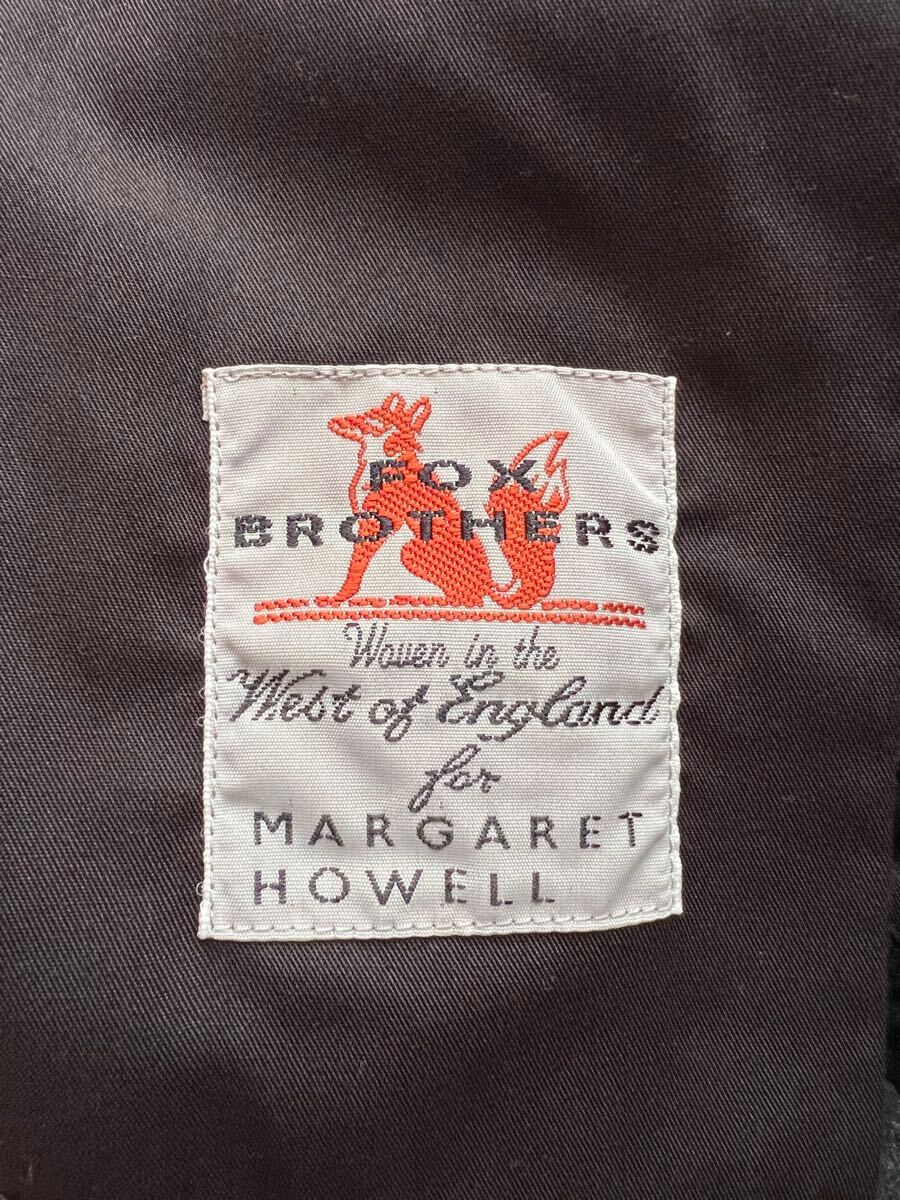 FOX
BROTHERS
Woven in the
West of England
for
MARGARET
HOWELL